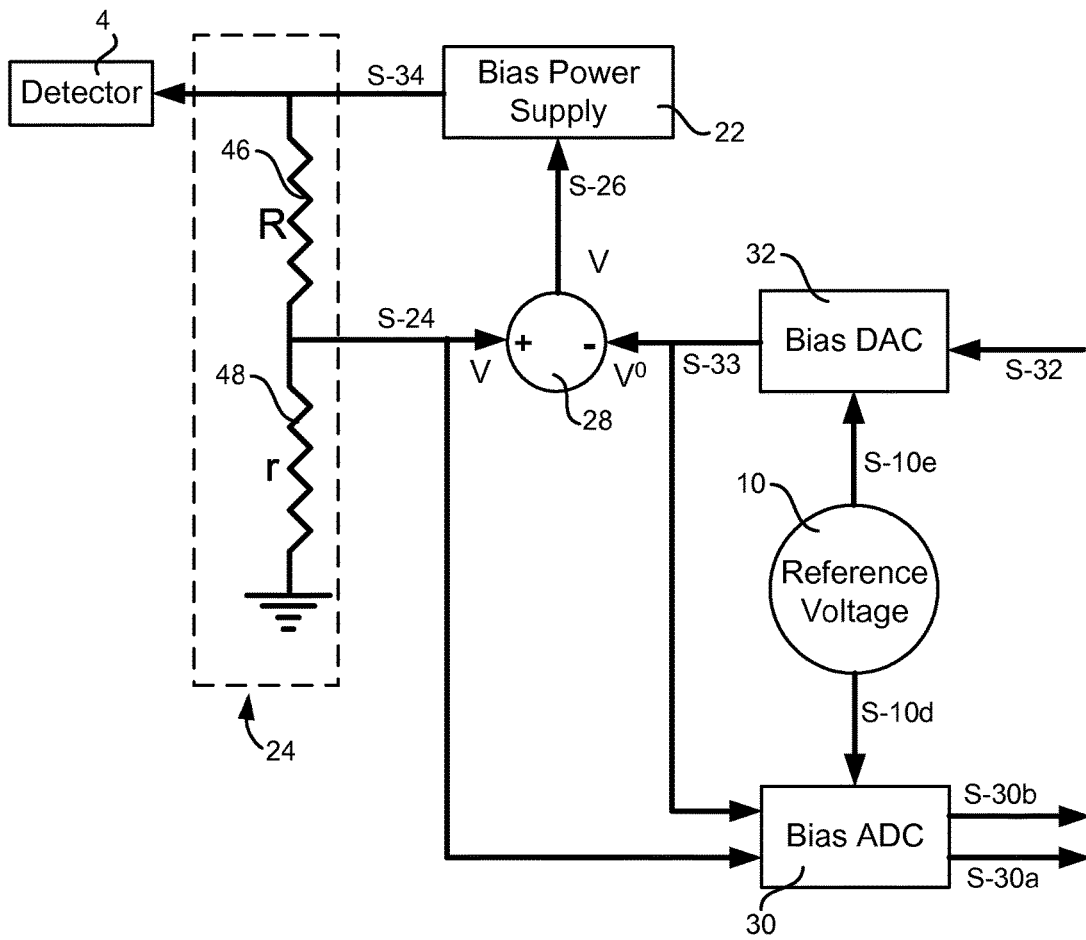 4
Detector
S-34
Bias Power
Supply
22
46
R
S-26
V
32
S-24
+
-
Bias DAC
V
V⁰
S-33
S-32
28
48
r
S-10e
10
Reference
Voltage
S-10d
24
S-30b
Bias ADC
S-30a
30